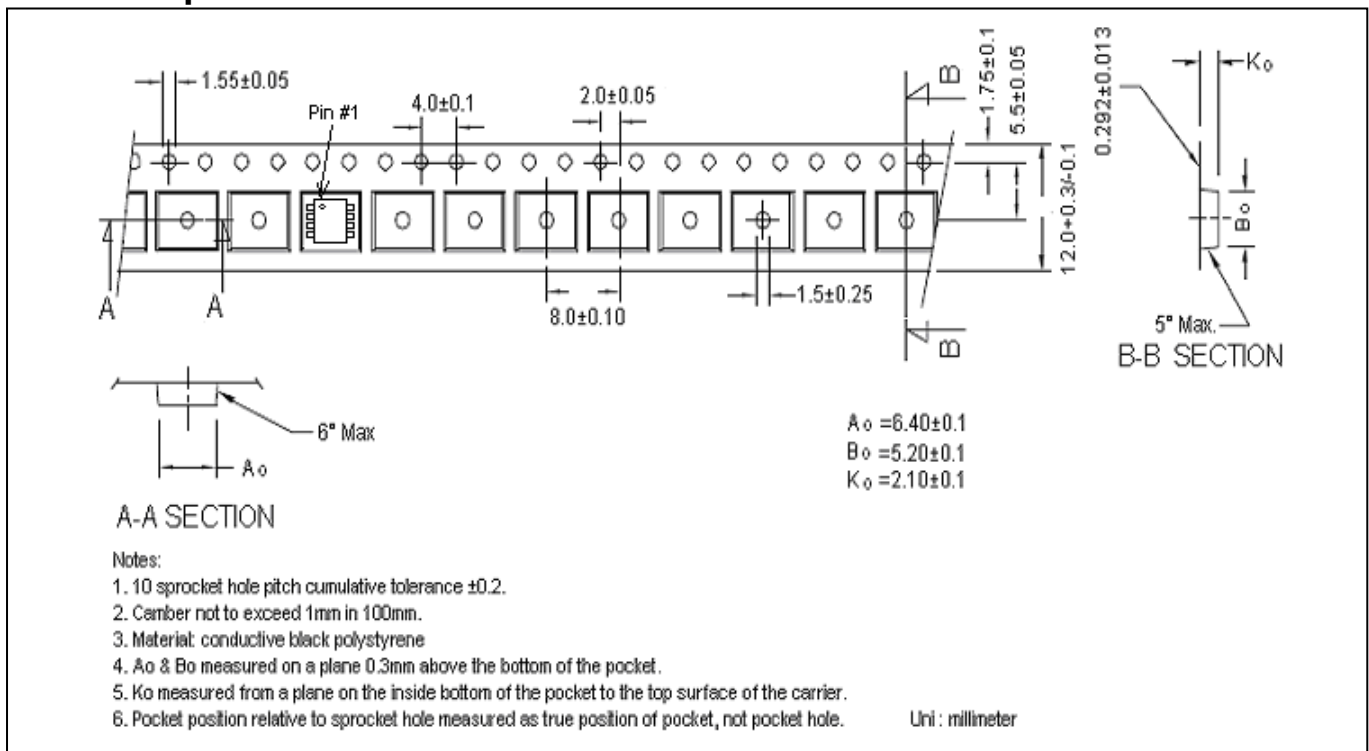 1.55±0.05
Pin #1
4.0±0.1
2.0±0.05
B
1.75±0.1
5.5±0.05
12.0+0.3/-0.1
0.292±0.013
Ko
Bo
5° Max.
B-B SECTION
A
A
8.0±0.10
1.5±0.25
B
6° Max
Ao
A-A SECTION
Ao =6.40±0.1
Bo =5.20±0.1
Ko =2.10±0.1
Notes:
1. 10 sprocket hole pitch cumulative tolerance ±0.2.
2. Camber not to exceed 1mm in 100mm.
3. Material: conductive black polystyrene
4. Ao & Bo measured on a plane 0.3mm above the bottom of the pocket.
5. Ko measured from a plane on the inside bottom of the pocket to the top surface of the carrier.
6. Pocket position relative to sprocket hole measured as true position of pocket, not pocket hole.
Uni : millimeter